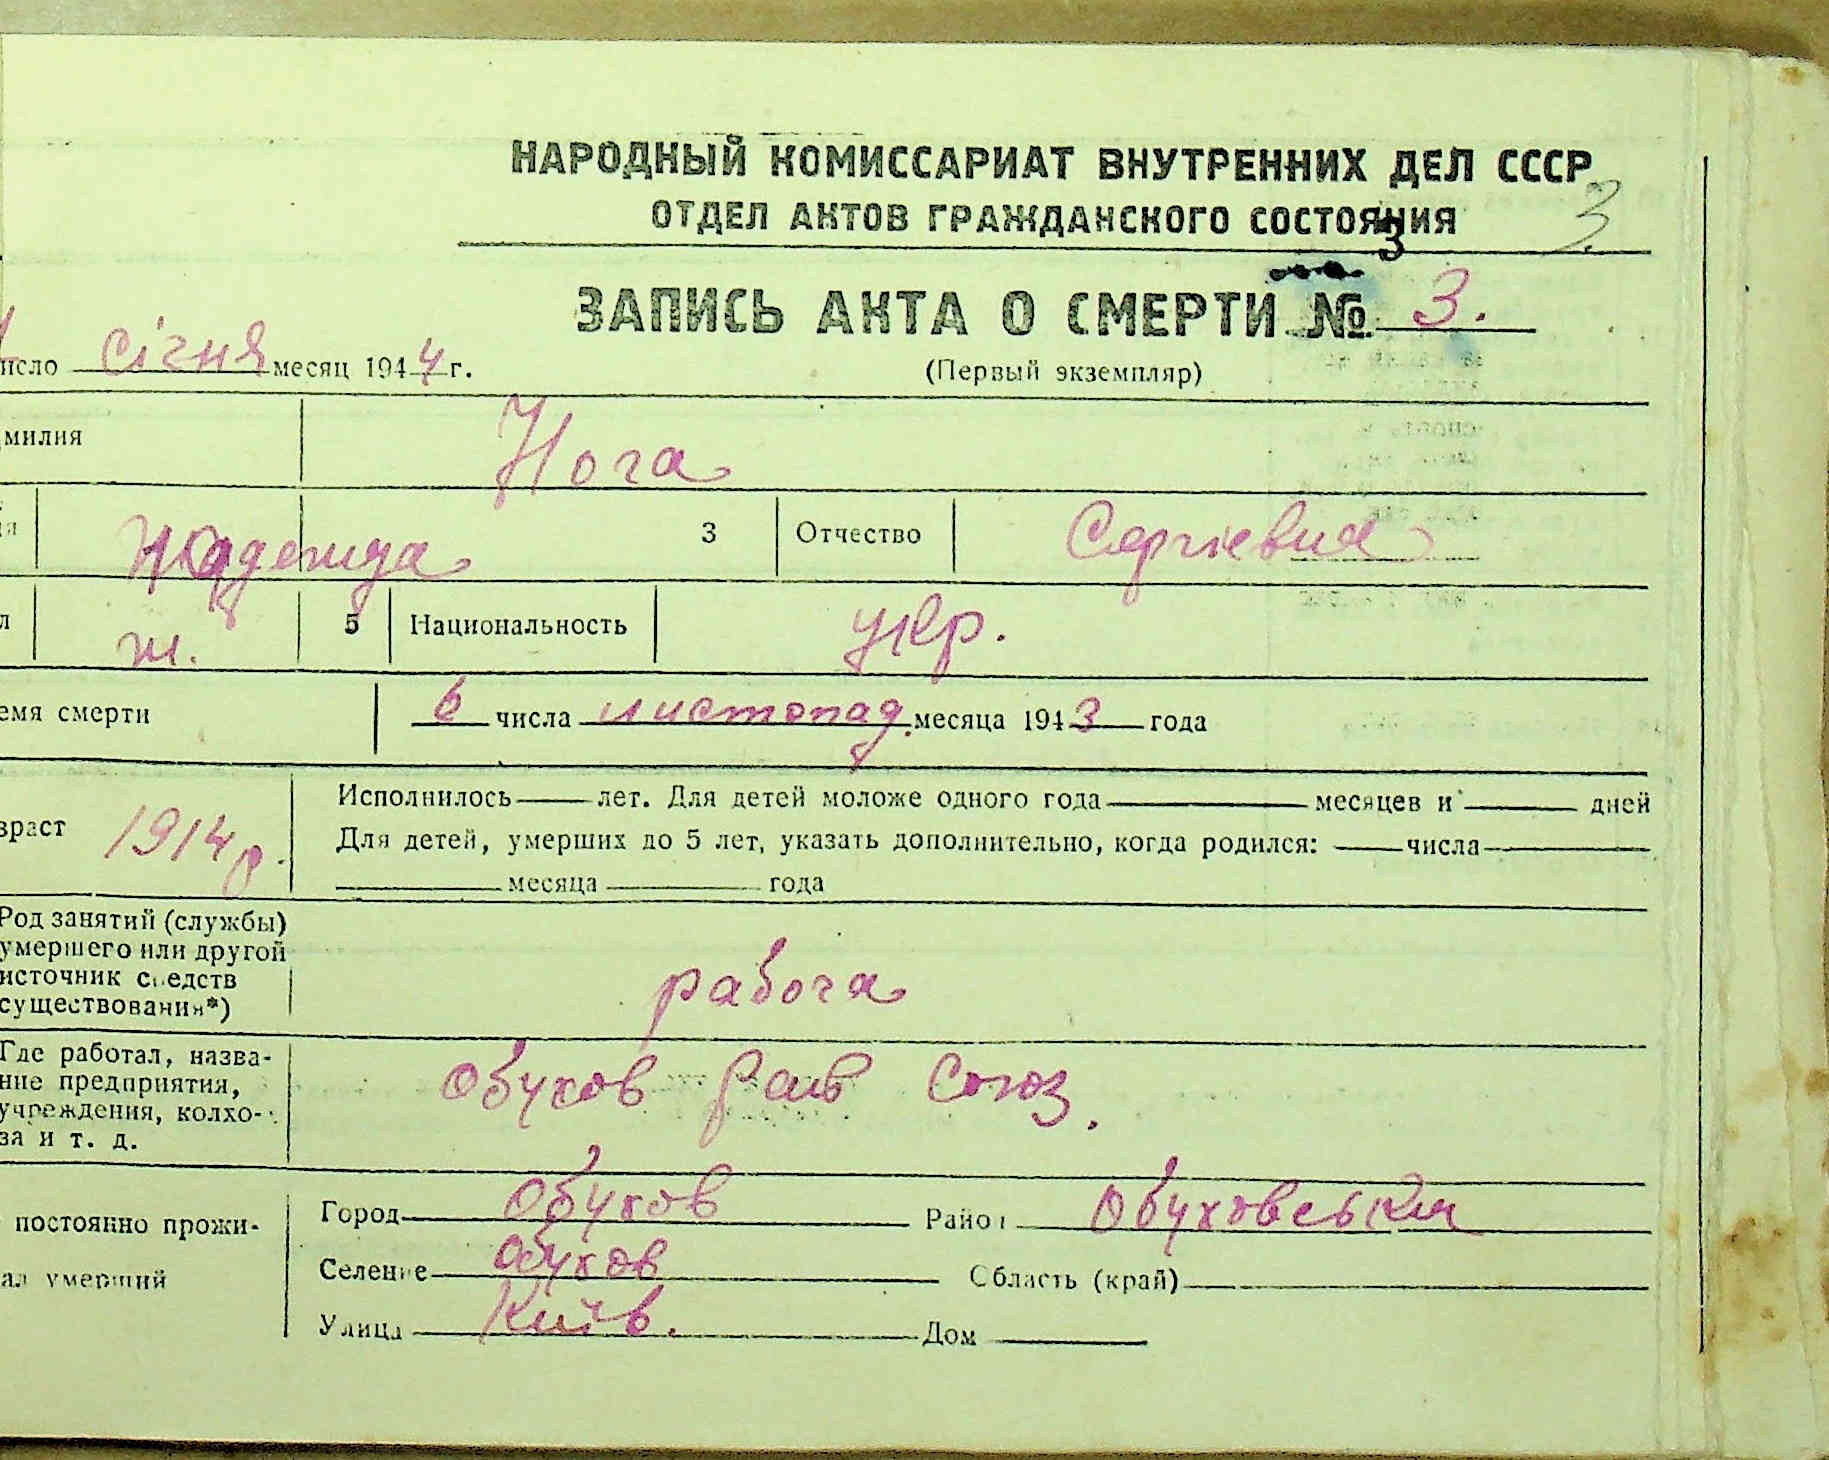 НАРОДНЫЙ КОМИССАРИАТ ВНУТРЕННИХ ДЕЛ СССР
ОТДЕЛ АКТОВ ГРАЖДАНСКОГО СОСТОЯНИЯ
3 3
ЗАПИСЬ АКТА О СМЕРТИ № 3.
исло січня месяц 1944 г. (Первый экземпляр)
милия Нога
Надежда 3 Отчество Сергіевна
л ж. 5 Национальность укр.
емя смерти 6 числа листопад. месяца 1943 года
зраст 1914 р. Исполнилось лет. Для детей моложе одного года месяцев и дней
Для детей, умерших до 5 лет, указать дополнительно, когда родился: числа
месяца года
Род занятий (службы)
умершего или другой
источник средств
существования*)
рабоча
Где работал, назва-
ние предприятия,
учреждения, колхо-
за и т. д.
Обухов рай союз.
постоянно прожи-
ал умерший
Город Обухов Район Обуховский
Селение Обухов Область (край)
Улица Київ. Дом